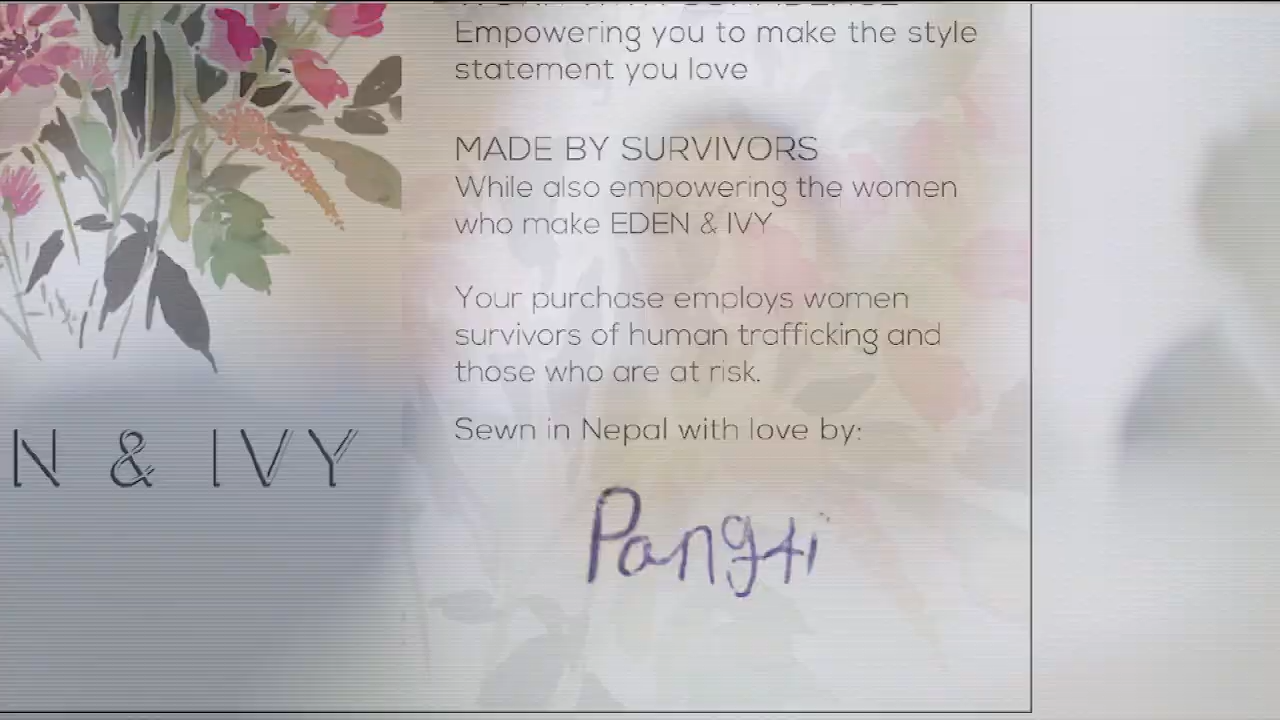 Empowering you to make the style
statement you love
MADE BY SURVIVORS
While also empowering the women
who make EDEN & IVY
Your purchase employs women
survivors of human trafficking and
those who are at risk.
Sewn in Nepal with love by:
N & IVY